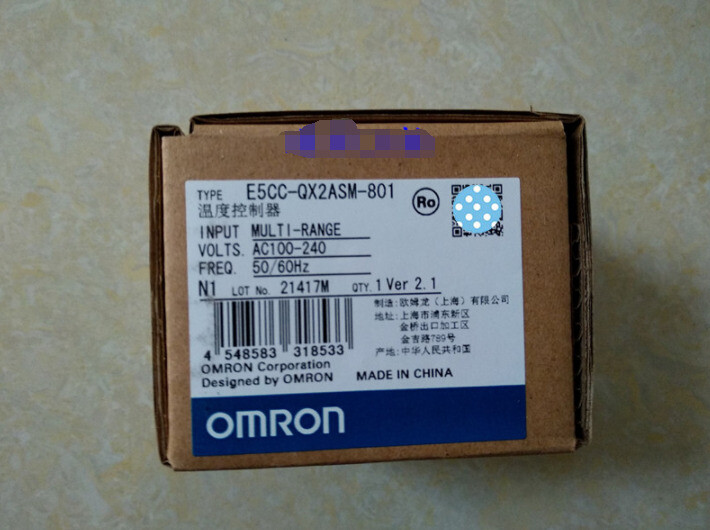 TYPE E5CC-QX2ASM-801
温度控制器
Ro
INPUT MULTI-RANGE
VOLTS. AC100-240
FREQ. 50/60Hz
N1 LOT No. 21417M QTY. 1 Ver 2.1
制造:欧姆龙(上海)有限公司
地址:上海市浦东新区
金桥出口加工区
金吉路789号
产地:中华人民共和国
4 548583 318533
OMRON Corporation
Designed by OMRON MADE IN CHINA
OMRON